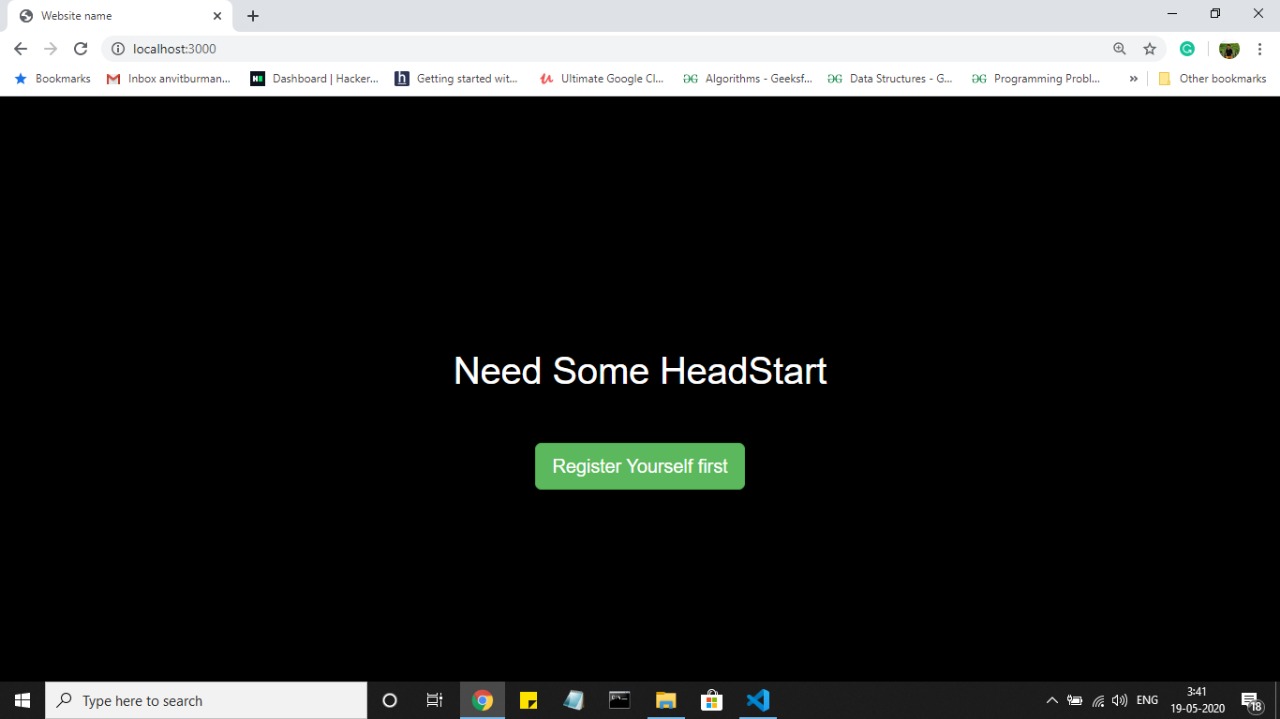 Website name
localhost:3000
Bookmarks
Inbox anvitburman...
Dashboard | Hacker...
Getting started wit...
Ultimate Google Cl...
Algorithms - Geeksf...
Data Structures - G...
Programming Probl...
»
Other bookmarks
Need Some HeadStart
Register Yourself first
Type here to search
ENG
3:41
19-05-2020
18